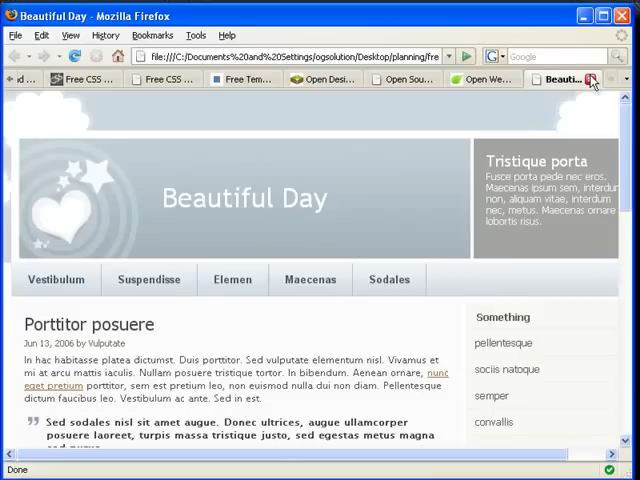 Beautiful Day - Mozilla Firefox
File Edit View History Bookmarks Tools Help
file:///C:/Documents%20and%20Settings/ogsolution/Desktop/planning/fre
Google
d ... Free CSS ... Free CSS ... Free Tem... Open Desi... Open Sou... Open We... Beauti...
Beautiful Day
Tristique porta
Fusce porta pede nec eros.
Maecenas ipsum sem, interdum
non, aliquam vitae, interdum
nec, metus. Maecenas ornare
lobortis risus.
Vestibulum Suspendisse Elemen Maecenas Sodales
Porttitor posuere
Jun 13, 2006 by Vulputate
In hac habitasse platea dictumst. Duis porttitor. Sed vulputate elementum nisl. Vivamus et
mi at arcu mattis iaculis. Nullam posuere tristique tortor. In bibendum. Aenean ornare, nunc
eget pretium porttitor, sem est pretium leo, non euismod nulla dui non diam. Pellentesque
dictum faucibus leo. Vestibulum ac ante. Sed in est.
Sed sodales nisl sit amet augue. Donec ultrices, augue ullamcorper
posuere laoreet, turpis massa tristique justo, sed egestas metus magna
Something
pellentesque
sociis natoque
semper
convallis
Done